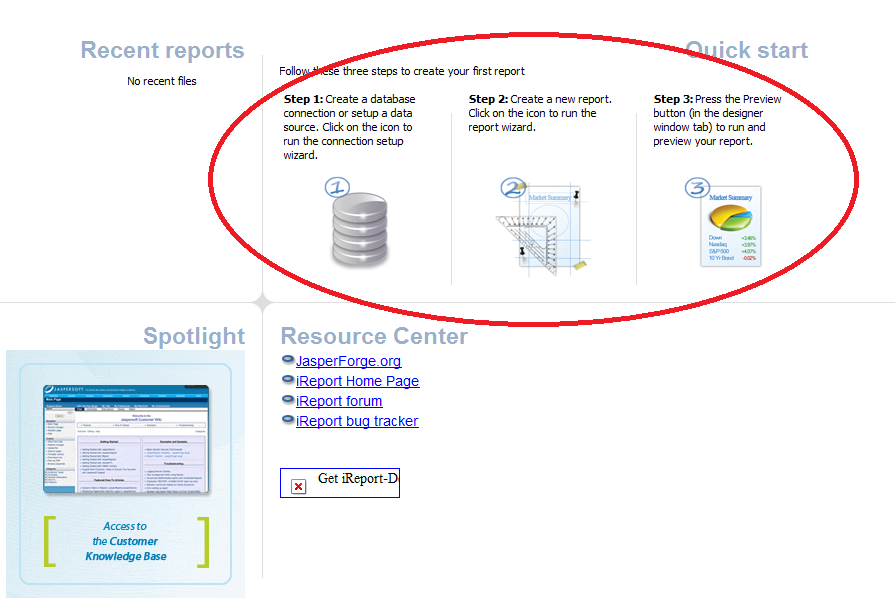 Recent reports
No recent files
Quick start
Follow these three steps to create your first report
Step 1: Create a database
connection or setup a data
source. Click on the icon to
run the connection setup
wizard.
Step 2: Create a new report.
Click on the icon to run the
report wizard.
Step 3: Press the Preview
button (in the designer
window tab) to run and
preview your report.
1
2
Market Summary
3
Market Summary
Down +3.46%
Nasdaq +3.97%
S&P 500 +4.07%
10 Yr Bond -0.02%
Spotlight
JASPERSOFT
Access to
the Customer
Knowledge Base
Resource Center
JasperForge.org
iReport Home Page
iReport forum
iReport bug tracker
Get iReport-D